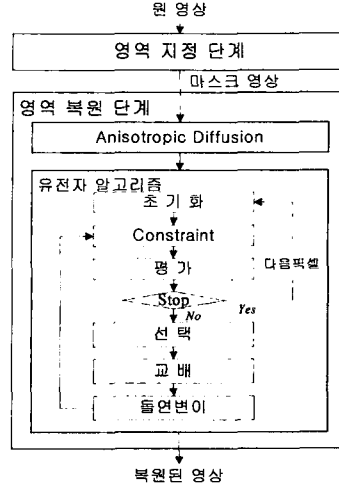 원 영상
영역 지정 단계
마스크 영상
영역 복원 단계
Anisotropic Diffusion
유전자 알고리즘
초기화
Constraint
평가
다음픽셀
Stop
No
Yes
선택
교배
돌연변이
복원된 영상